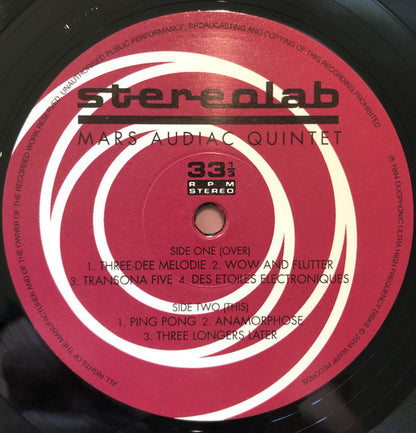 stereolab
MARS AUDIAC QUINTET
33 1/3
RPM
STEREO
SIDE ONE (OVER)
1. THREE-DEE MELODIE 2. WOW AND FLUTTER
3. TRANSONA FIVE 4. DES ETOILES ELECTRONIQUES
SIDE TWO (THIS)
1. PING PONG 2. ANAMORPHOSE
3. THREE LONGERS LATER
ALL RIGHTS OF THE MANUFACTURER AND OF THE OWNER OF THE RECORDED WORK RESERVED. UNAUTHORISED PUBLIC PERFORMANCE, BROADCASTING AND COPYING OF THIS RECORDING PROHIBITED.
℗ 1994 DUOPHONIC ULTRA HIGH FREQUENCY DISKS © 2019 WARP RECORDS